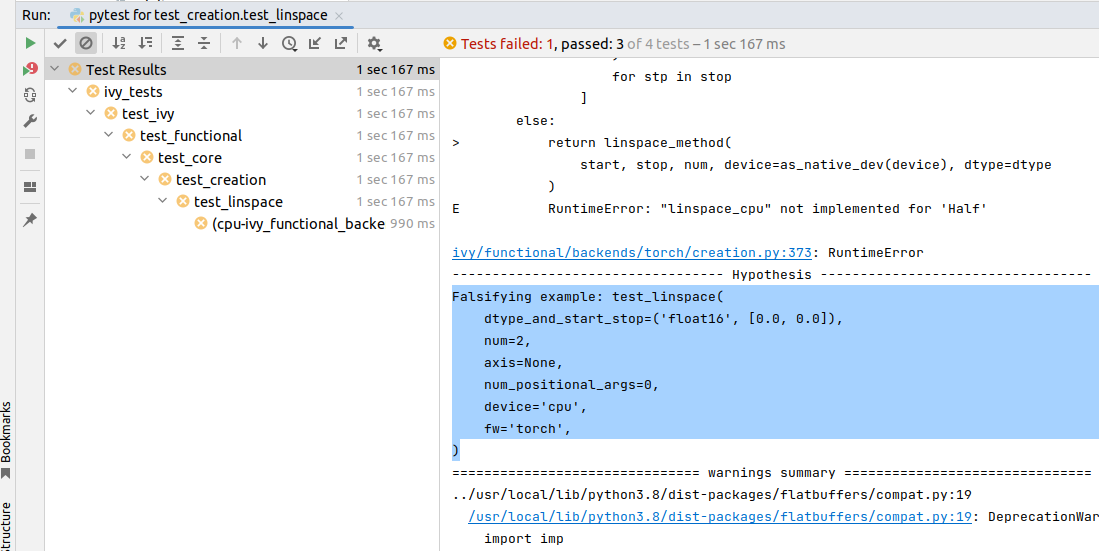 Run:
pytest for test_creation.test_linspace
Tests failed: 1, passed: 3 of 4 tests – 1 sec 167 ms
Test Results 1 sec 167 ms
ivy_tests 1 sec 167 ms
test_ivy 1 sec 167 ms
test_functional 1 sec 167 ms
test_core 1 sec 167 ms
test_creation 1 sec 167 ms
test_linspace 1 sec 167 ms
(cpu-ivy_functional_backe 990 ms
for stp in stop
]
else:
> return linspace_method(
start, stop, num, device=as_native_dev(device), dtype=dtype
)
E RuntimeError: "linspace_cpu" not implemented for 'Half'
ivy/functional/backends/torch/creation.py:373: RuntimeError
---------------------------------- Hypothesis ----------------------------------
Falsifying example: test_linspace(
dtype_and_start_stop=('float16', [0.0, 0.0]),
num=2,
axis=None,
num_positional_args=0,
device='cpu',
fw='torch',
)
=============================== warnings summary ===============================
../usr/local/lib/python3.8/dist-packages/flatbuffers/compat.py:19
/usr/local/lib/python3.8/dist-packages/flatbuffers/compat.py:19: DeprecationWar
import imp
Bookmarks